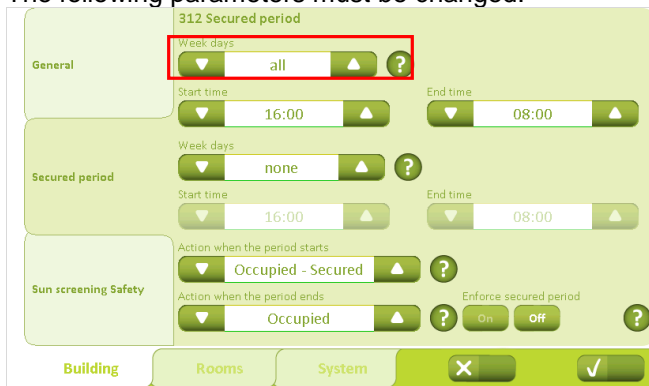 The following parameters must be changed:
312 Secured period
Week days
General
all
?
Start time
End time
16:00
08:00
Week days
Secured period
none
?
Start time
End time
16:00
08:00
Action when the period starts
Occupied - Secured
?
Sun screening Safety
Action when the period ends
Enforce secured period
Occupied
?
On
Off
?
Building
Rooms
System